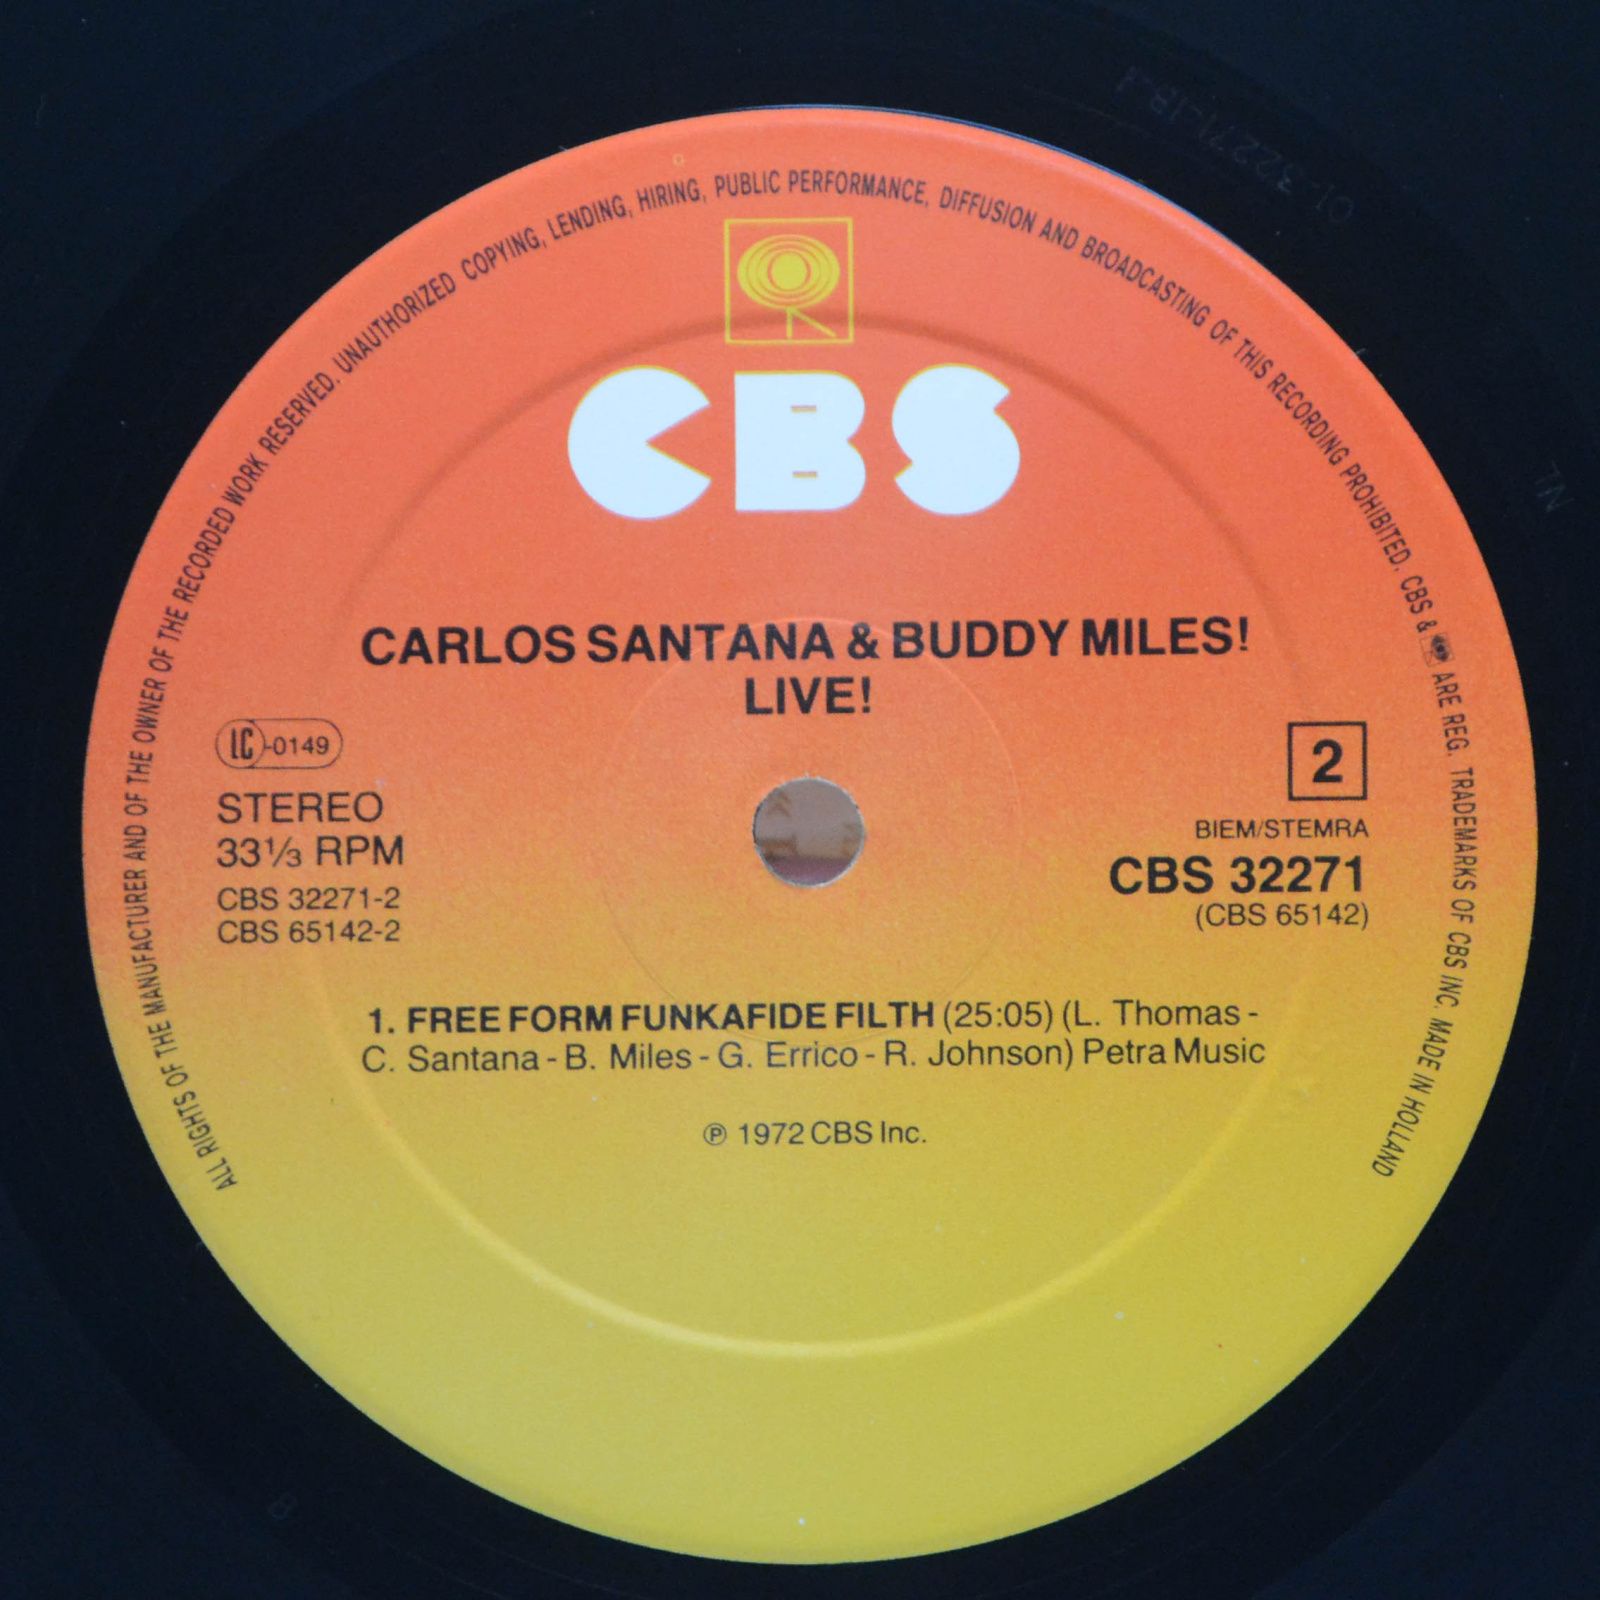 ALL RIGHTS OF THE MANUFACTURER AND OF THE OWNER OF THE RECORDED WORK RESERVED. UNAUTHORIZED COPYING, LENDING, HIRING, PUBLIC PERFORMANCE, DIFFUSION AND BROADCASTING OF THIS RECORDING PROHIBITED. CBS & ARE REG. TRADEMARKS OF CBS INC. MADE IN HOLLAND
CBS
CARLOS SANTANA & BUDDY MILES!
LIVE!
LC-0149
STEREO
33⅓ RPM
CBS 32271-2
CBS 65142-2
2
BIEM/STEMRA
CBS 32271
(CBS 65142)
1. FREE FORM FUNKAFIDE FILTH (25:05) (L. Thomas -
C. Santana - B. Miles - G. Errico - R. Johnson) Petra Music
℗ 1972 CBS Inc.
NL